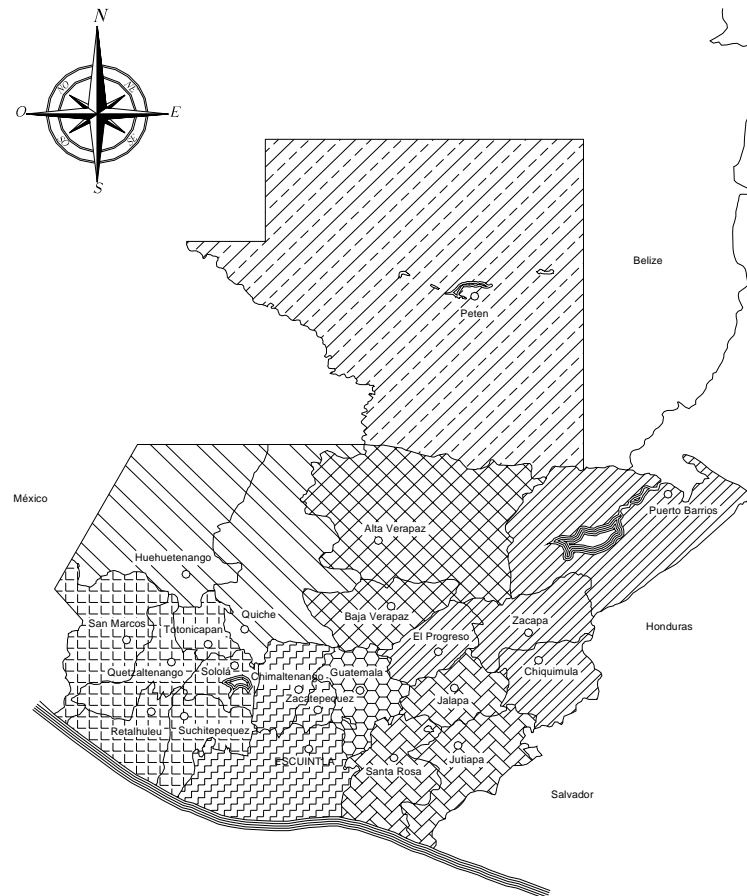 N
NO
NE
O
E
SO
SE
S
Belize
Peten
México
Puerto Barrios
Alta Verapaz
Huehuetenango
Quiche
Baja Verapaz
Zacapa
San Marcos
Totonicapan
El Progreso
Honduras
Quetzaltenango
Sololá
Chimaltenango
Guatemala
Chiquimula
Zacatepequez
Jalapa
Retalhuleu
Suchitepequez
ESCUINTLA
Santa Rosa
Jutiapa
Salvador